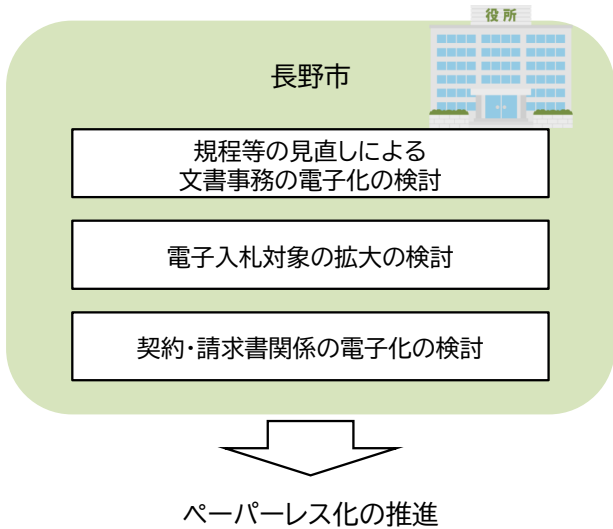 役所
長野市
規程等の見直しによる
文書事務の電子化の検討
電子入札対象の拡大の検討
契約・請求書関係の電子化の検討
ペーパーレス化の推進